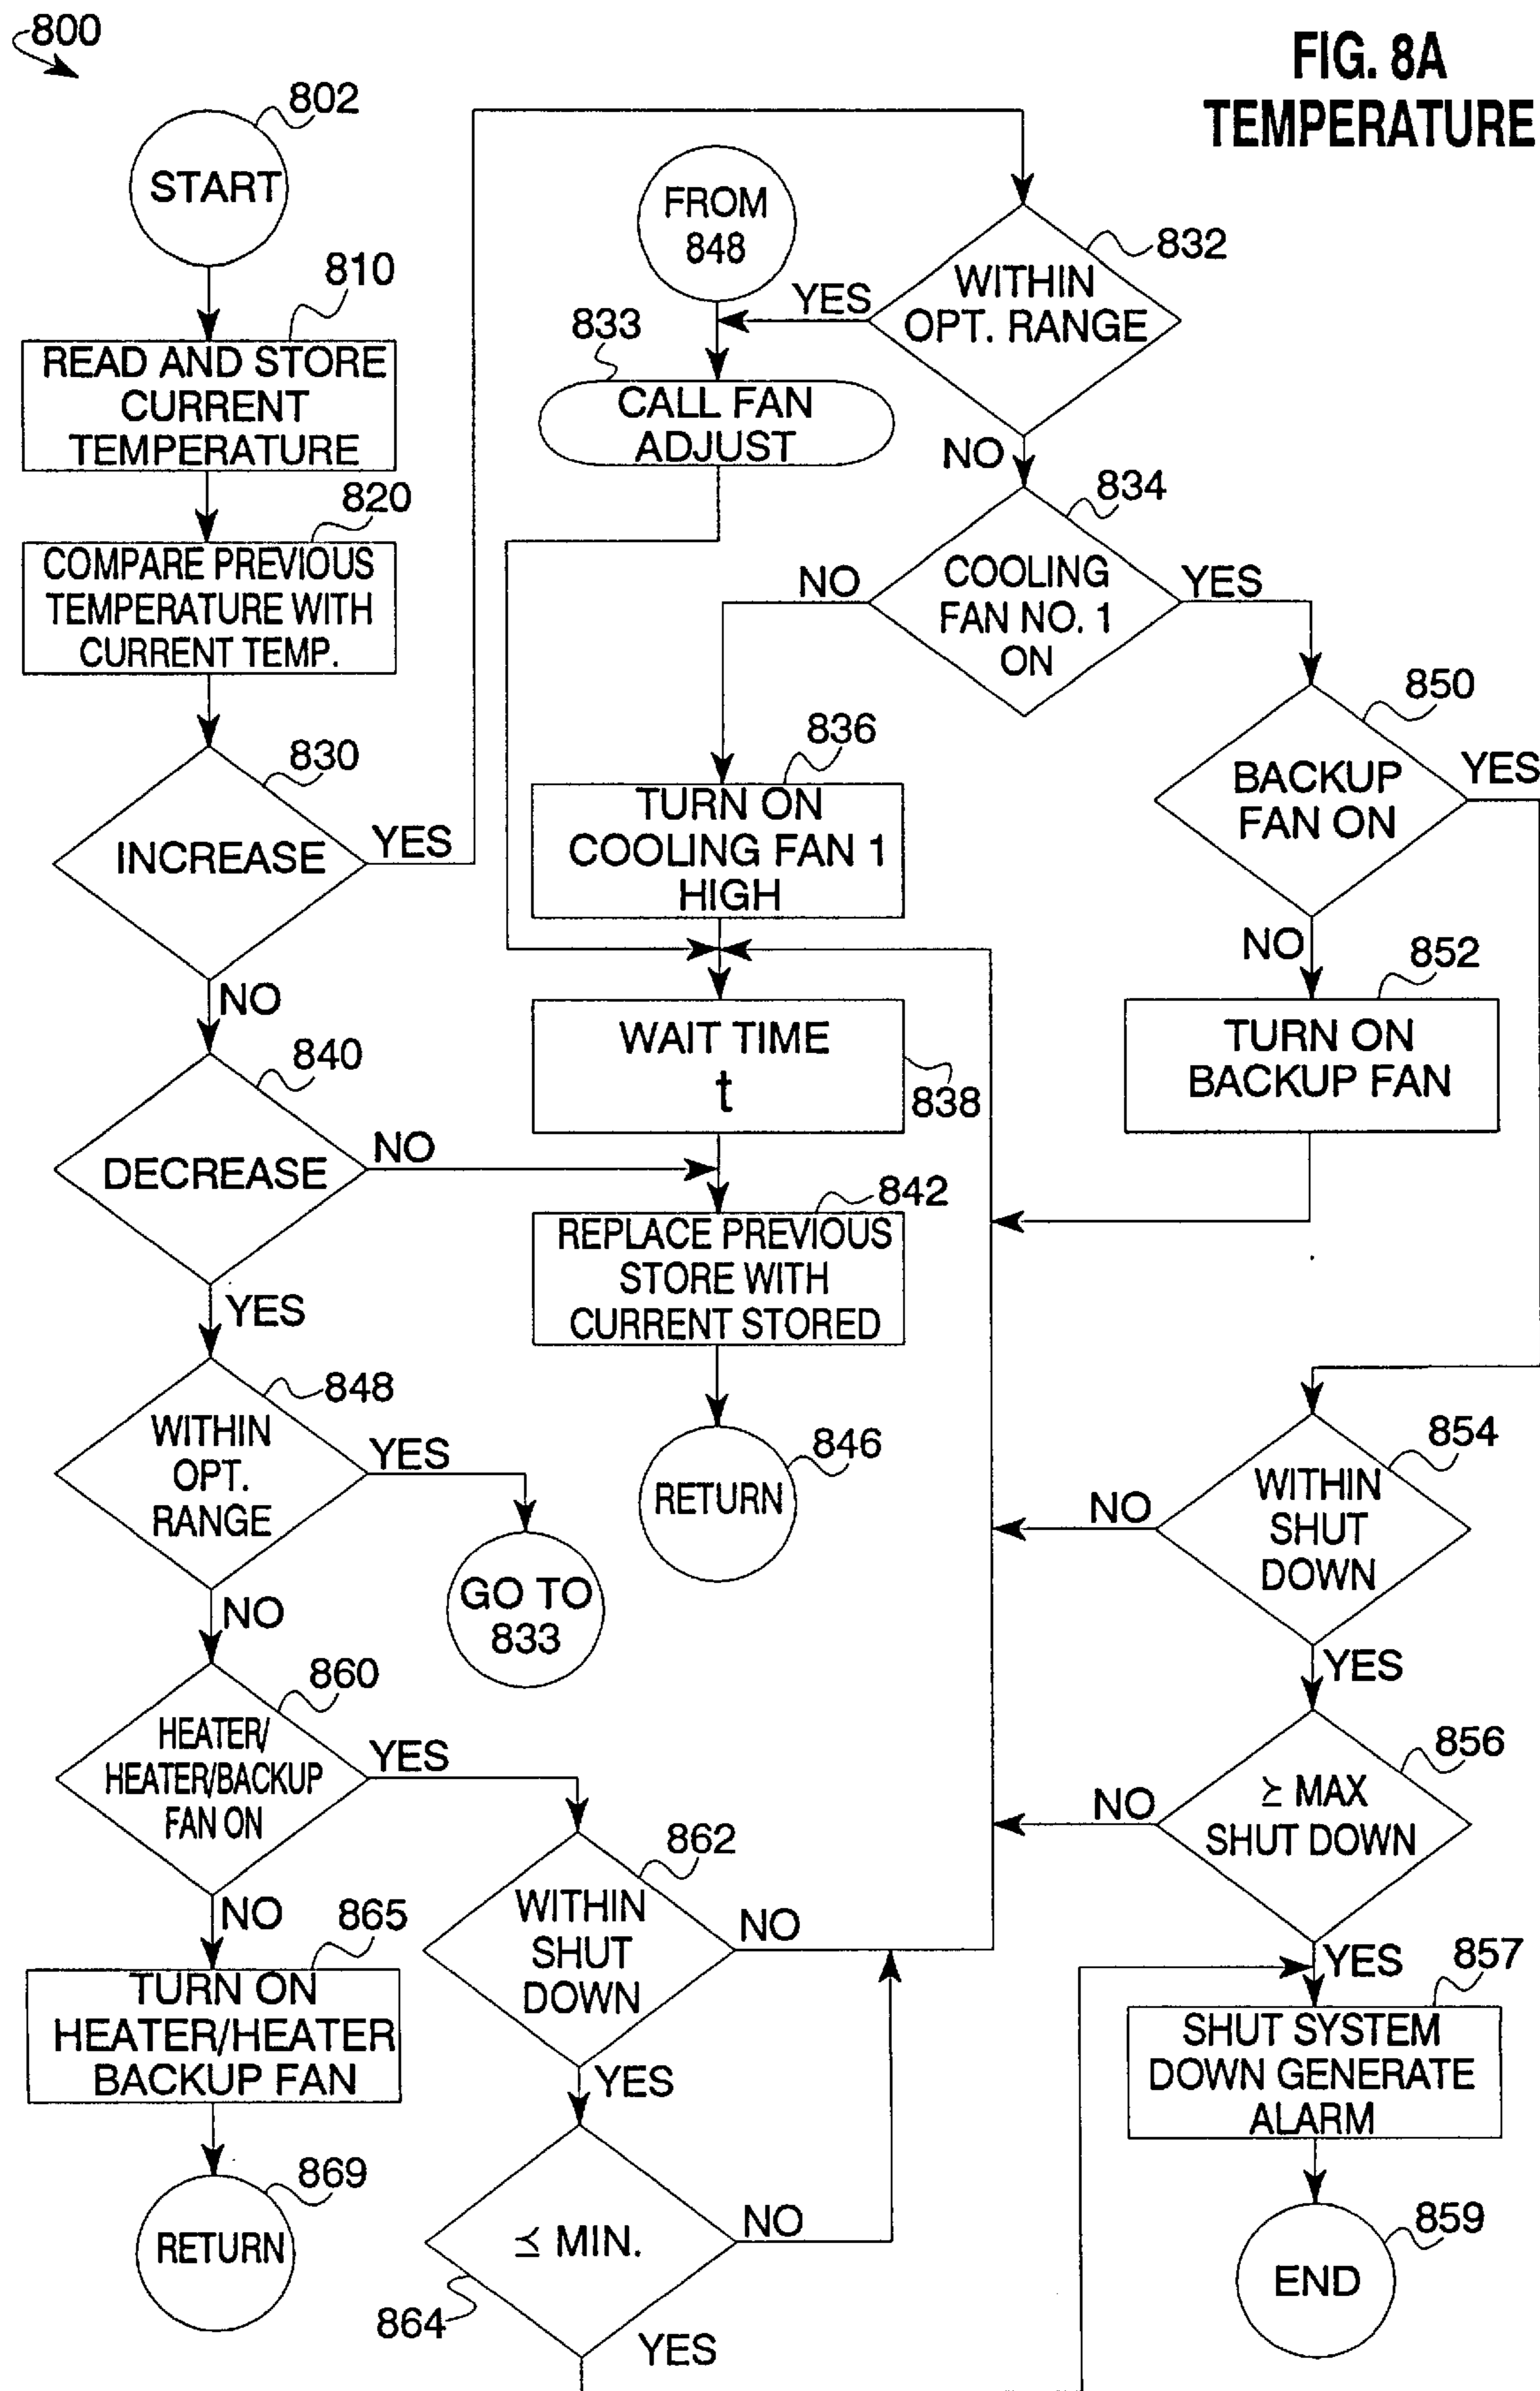 800
FIG. 8A
TEMPERATURE
802
START
810
READ AND STORE
CURRENT
TEMPERATURE
820
COMPARE PREVIOUS
TEMPERATURE WITH
CURRENT TEMP.
830
INCREASE
YES
NO
840
DECREASE
NO
YES
848
WITHIN
OPT.
RANGE
YES
GO TO
833
NO
860
HEATER/
HEATER/BACKUP
FAN ON
YES
NO
865
TURN ON
HEATER/HEATER
BACKUP FAN
869
RETURN
FROM
848
YES
832
WITHIN
OPT. RANGE
833
CALL FAN
ADJUST
NO
834
COOLING
FAN NO. 1
ON
NO
YES
836
TURN ON
COOLING FAN 1
HIGH
WAIT TIME
t
838
842
REPLACE PREVIOUS
STORE WITH
CURRENT STORED
846
RETURN
862
WITHIN
SHUT
DOWN
NO
YES
≤ MIN.
NO
864
YES
850
BACKUP
FAN ON
YES
NO
852
TURN ON
BACKUP FAN
854
WITHIN
SHUT
DOWN
NO
YES
856
≥ MAX
SHUT DOWN
NO
YES
857
SHUT SYSTEM
DOWN GENERATE
ALARM
859
END